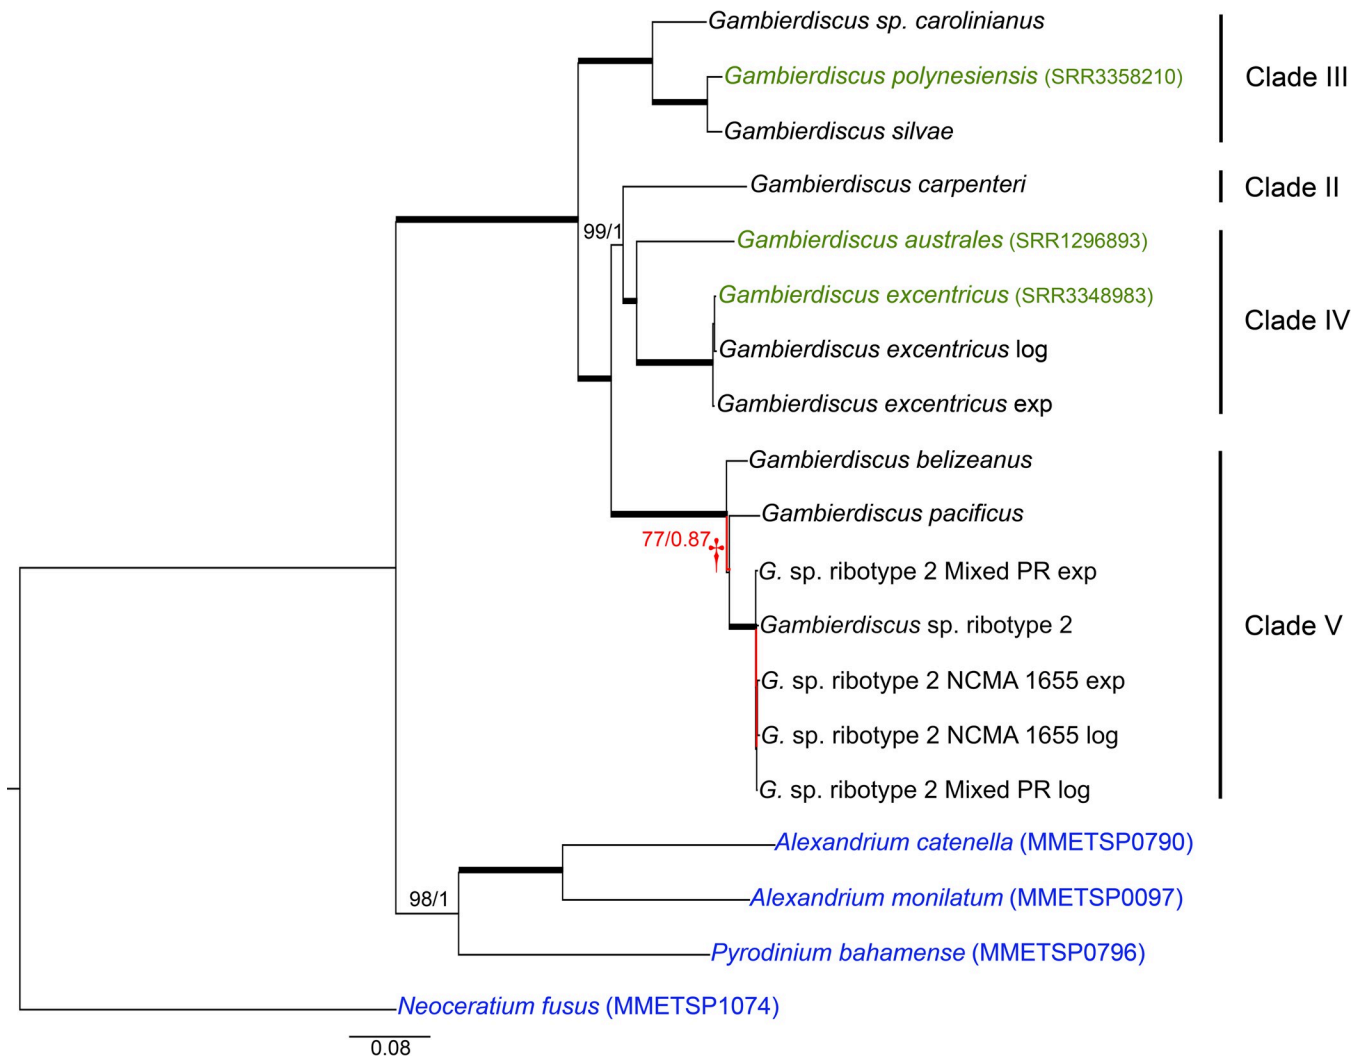 Gambierdiscus sp. carolinianus
Gambierdiscus polynesiensis (SRR3358210)
Clade III
Gambierdiscus silvae
Gambierdiscus carpenteri
Clade II
99/1
Gambierdiscus australes (SRR1296893)
Gambierdiscus excentricus (SRR3348983)
Clade IV
Gambierdiscus excentricus log
Gambierdiscus excentricus exp
Gambierdiscus belizeanus
Gambierdiscus pacificus
77/0.87†
G. sp. ribotype 2 Mixed PR exp
Gambierdiscus sp. ribotype 2
Clade V
G. sp. ribotype 2 NCMA 1655 exp
G. sp. ribotype 2 NCMA 1655 log
G. sp. ribotype 2 Mixed PR log
Alexandrium catenella (MMETSP0790)
98/1
Alexandrium monilatum (MMETSP0097)
Pyrodinium bahamense (MMETSP0796)
Neoceratium fusus (MMETSP1074)
0.08